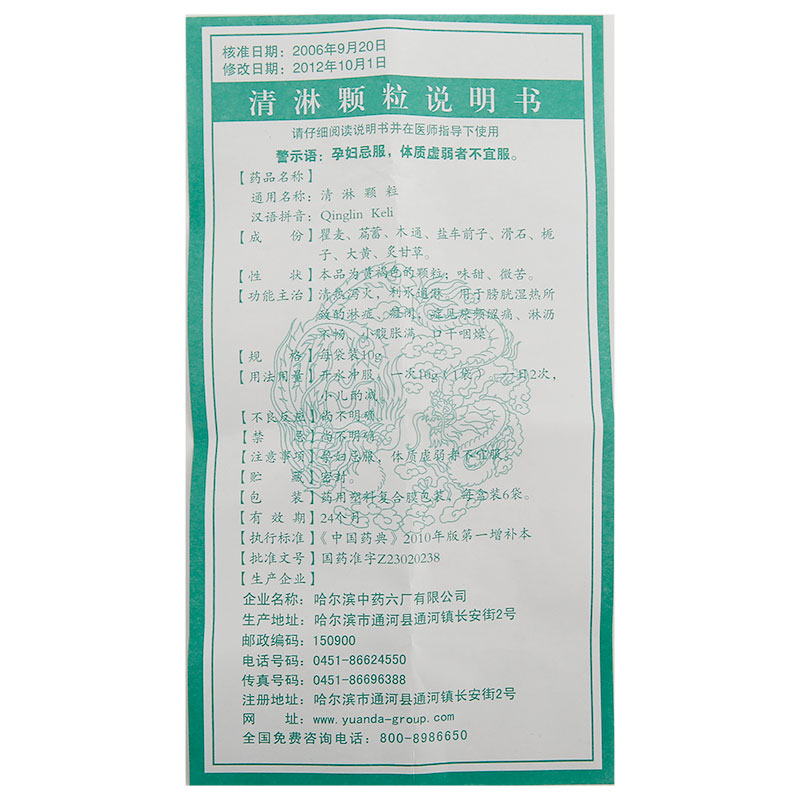 核准日期：2006年9月20日
修改日期：2012年10月1日
清淋颗粒说明书
请仔细阅读说明书并在医师指导下使用
警示语：孕妇忌服，体质虚弱者不宜服。
【药品名称】
通用名称：清 淋 颗 粒
汉语拼音：Qinglin Keli
【成 份】瞿麦、萹蓄、木通、盐车前子、滑石、栀
子、大黄、炙甘草。
【性 状】本品为黄褐色的颗粒；味甜、微苦。
【功能主治】清热泻火，利水通淋。用于膀胱湿热所
致的淋症、癃闭，症见尿频涩痛、淋沥
不畅、小腹胀满、口干咽燥。
【规 格】每袋装10g
【用法用量】开水冲服，一次10g（1袋），一日2次，
小儿酌减。
【不良反应】尚不明确。
【禁 忌】尚不明确。
【注意事项】孕妇忌服，体质虚弱者不宜服。
【贮 藏】密封。
【包 装】药用塑料复合膜包装，每盒装6袋。
【有 效 期】24个月
【执行标准】《中国药典》2010年版第一增补本
【批准文号】国药准字Z23020238
【生产企业】
企业名称：哈尔滨中药六厂有限公司
生产地址：哈尔滨市通河县通河镇长安街2号
邮政编码：150900
电话号码：0451-86624550
传真号码：0451-86696388
注册地址：哈尔滨市通河县通河镇长安街2号
网 址：www.yuanda-group.com
全国免费咨询电话：800-8986650